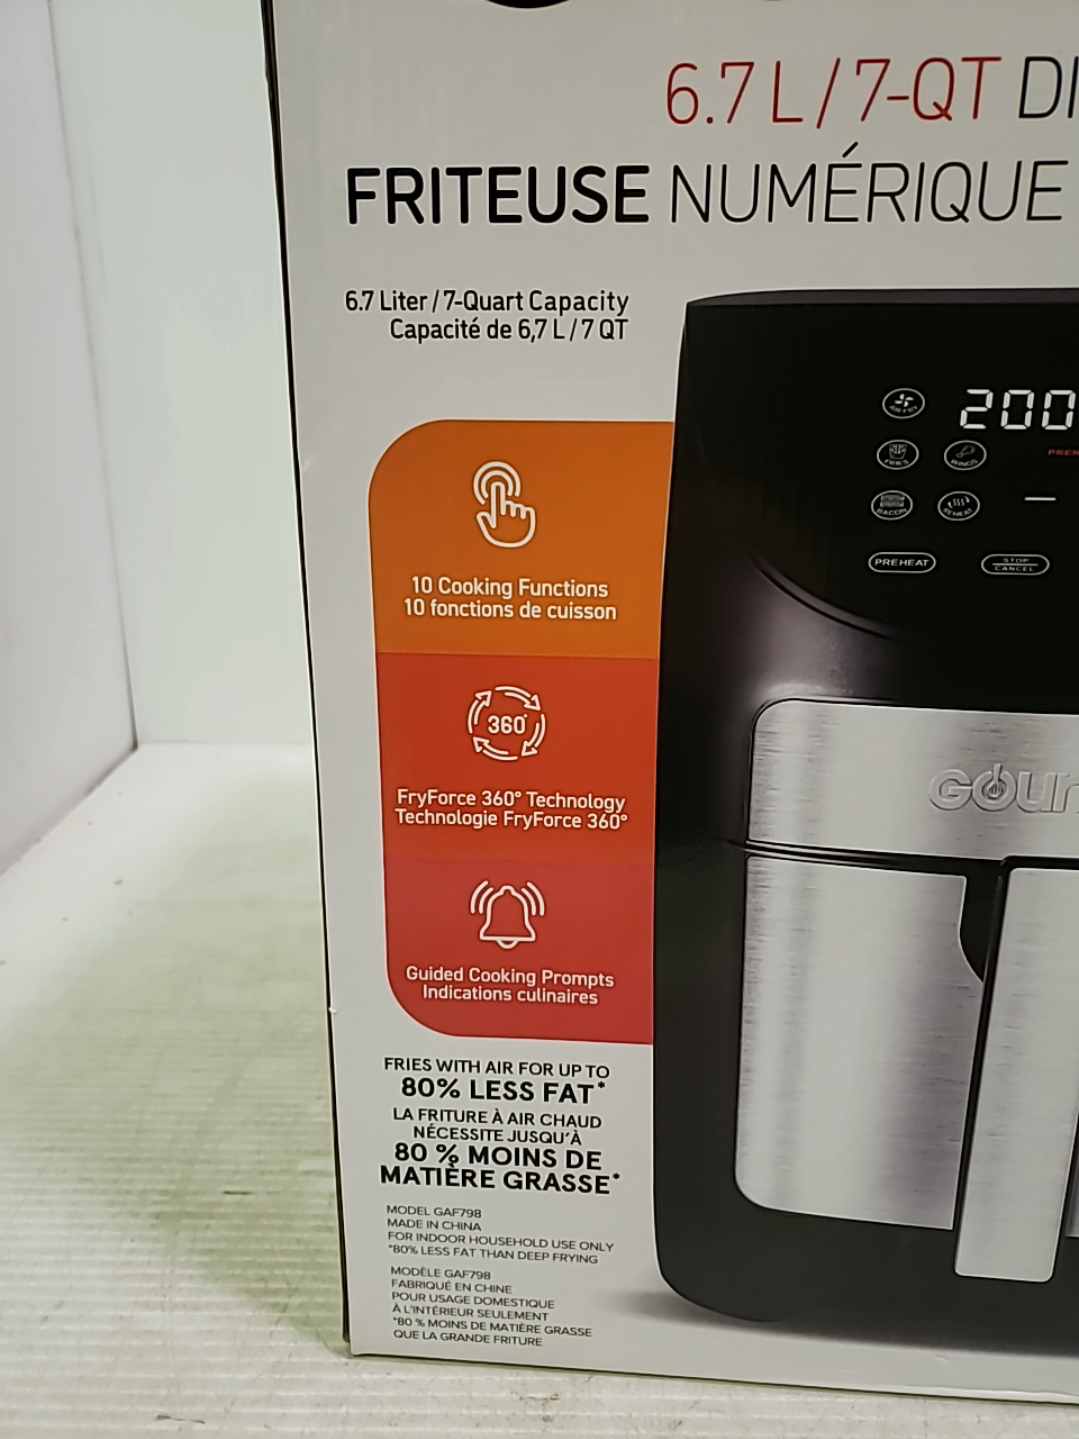 6.7 L / 7-QT DI
FRITEUSE NUMÉRIQUE
6.7 Liter / 7-Quart Capacity
Capacité de 6,7 L / 7 QT
AIR FRY
200
FRIES
WINGS
BACON
REHEAT
PREHEAT
STOP
CANCEL
10 Cooking Functions
10 fonctions de cuisson
360°
FryForce 360° Technology
Technologie FryForce 360°
GOUR
Guided Cooking Prompts
Indications culinaires
FRIES WITH AIR FOR UP TO
80% LESS FAT*
LA FRITURE À AIR CHAUD
NÉCESSITE JUSQU'À
80 % MOINS DE
MATIÈRE GRASSE*
MODEL GAF798
MADE IN CHINA
FOR INDOOR HOUSEHOLD USE ONLY
*80% LESS FAT THAN DEEP FRYING
MODÈLE GAF798
FABRIQUÉ EN CHINE
POUR USAGE DOMESTIQUE
À L'INTÉRIEUR SEULEMENT
*80 % MOINS DE MATIÈRE GRASSE
QUE LA GRANDE FRITURE